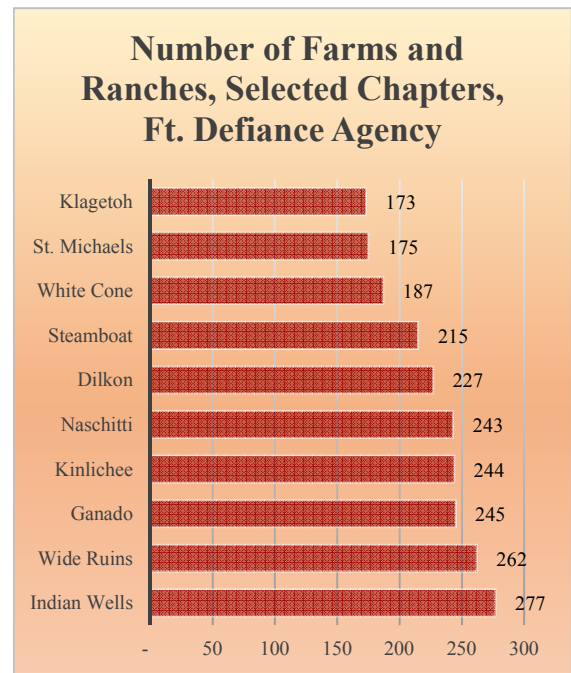 Number of Farms and
Ranches, Selected Chapters,
Ft. Defiance Agency
Klagetoh 173
St. Michaels 175
White Cone 187
Steamboat 215
Dilkon 227
Naschitti 243
Kinlichee 244
Ganado 245
Wide Ruins 262
Indian Wells 277
- 50 100 150 200 250 300